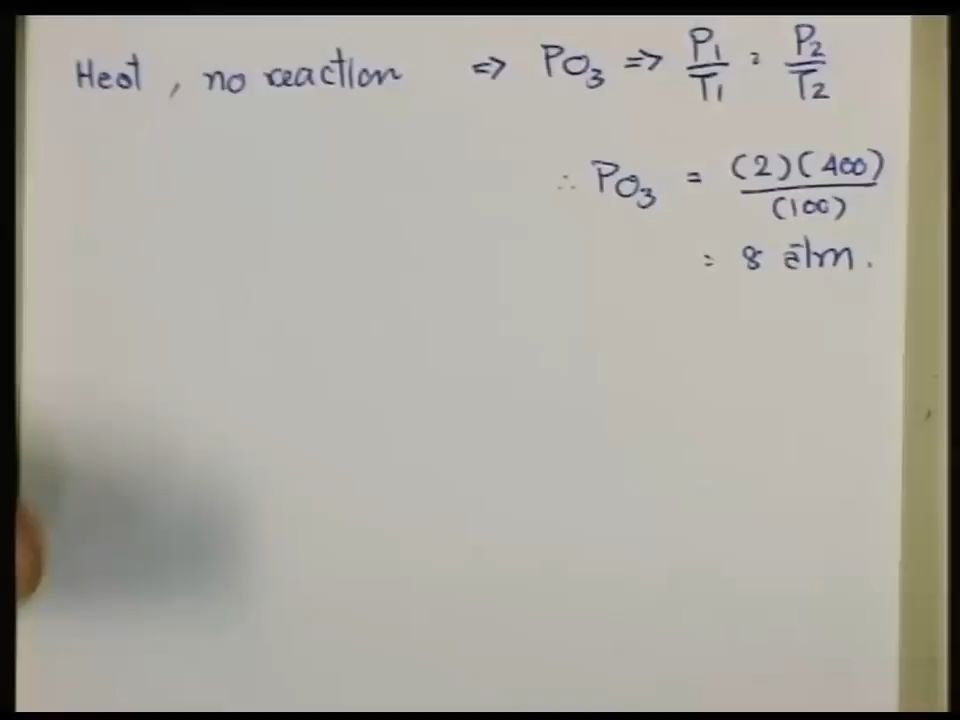 Heat, no reaction ⇒ PO₃ ⇒ P₁/T₁ = P₂/T₂
∴ PO₃ = (2)(400)/(100)
= 8 atm.